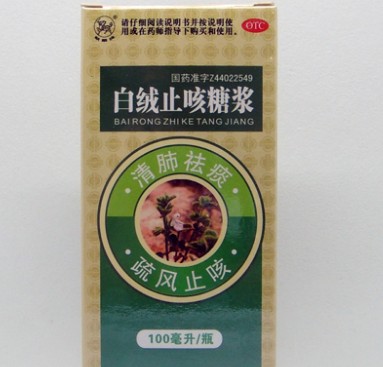 请仔细阅读说明书并按说明使
用或在药师指导下购买和使用。
OTC
国药准字Z44022549
白绒止咳糖浆
BAI RONG ZHI KE TANG JIANG
清肺祛痰
疏风止咳
100毫升/瓶